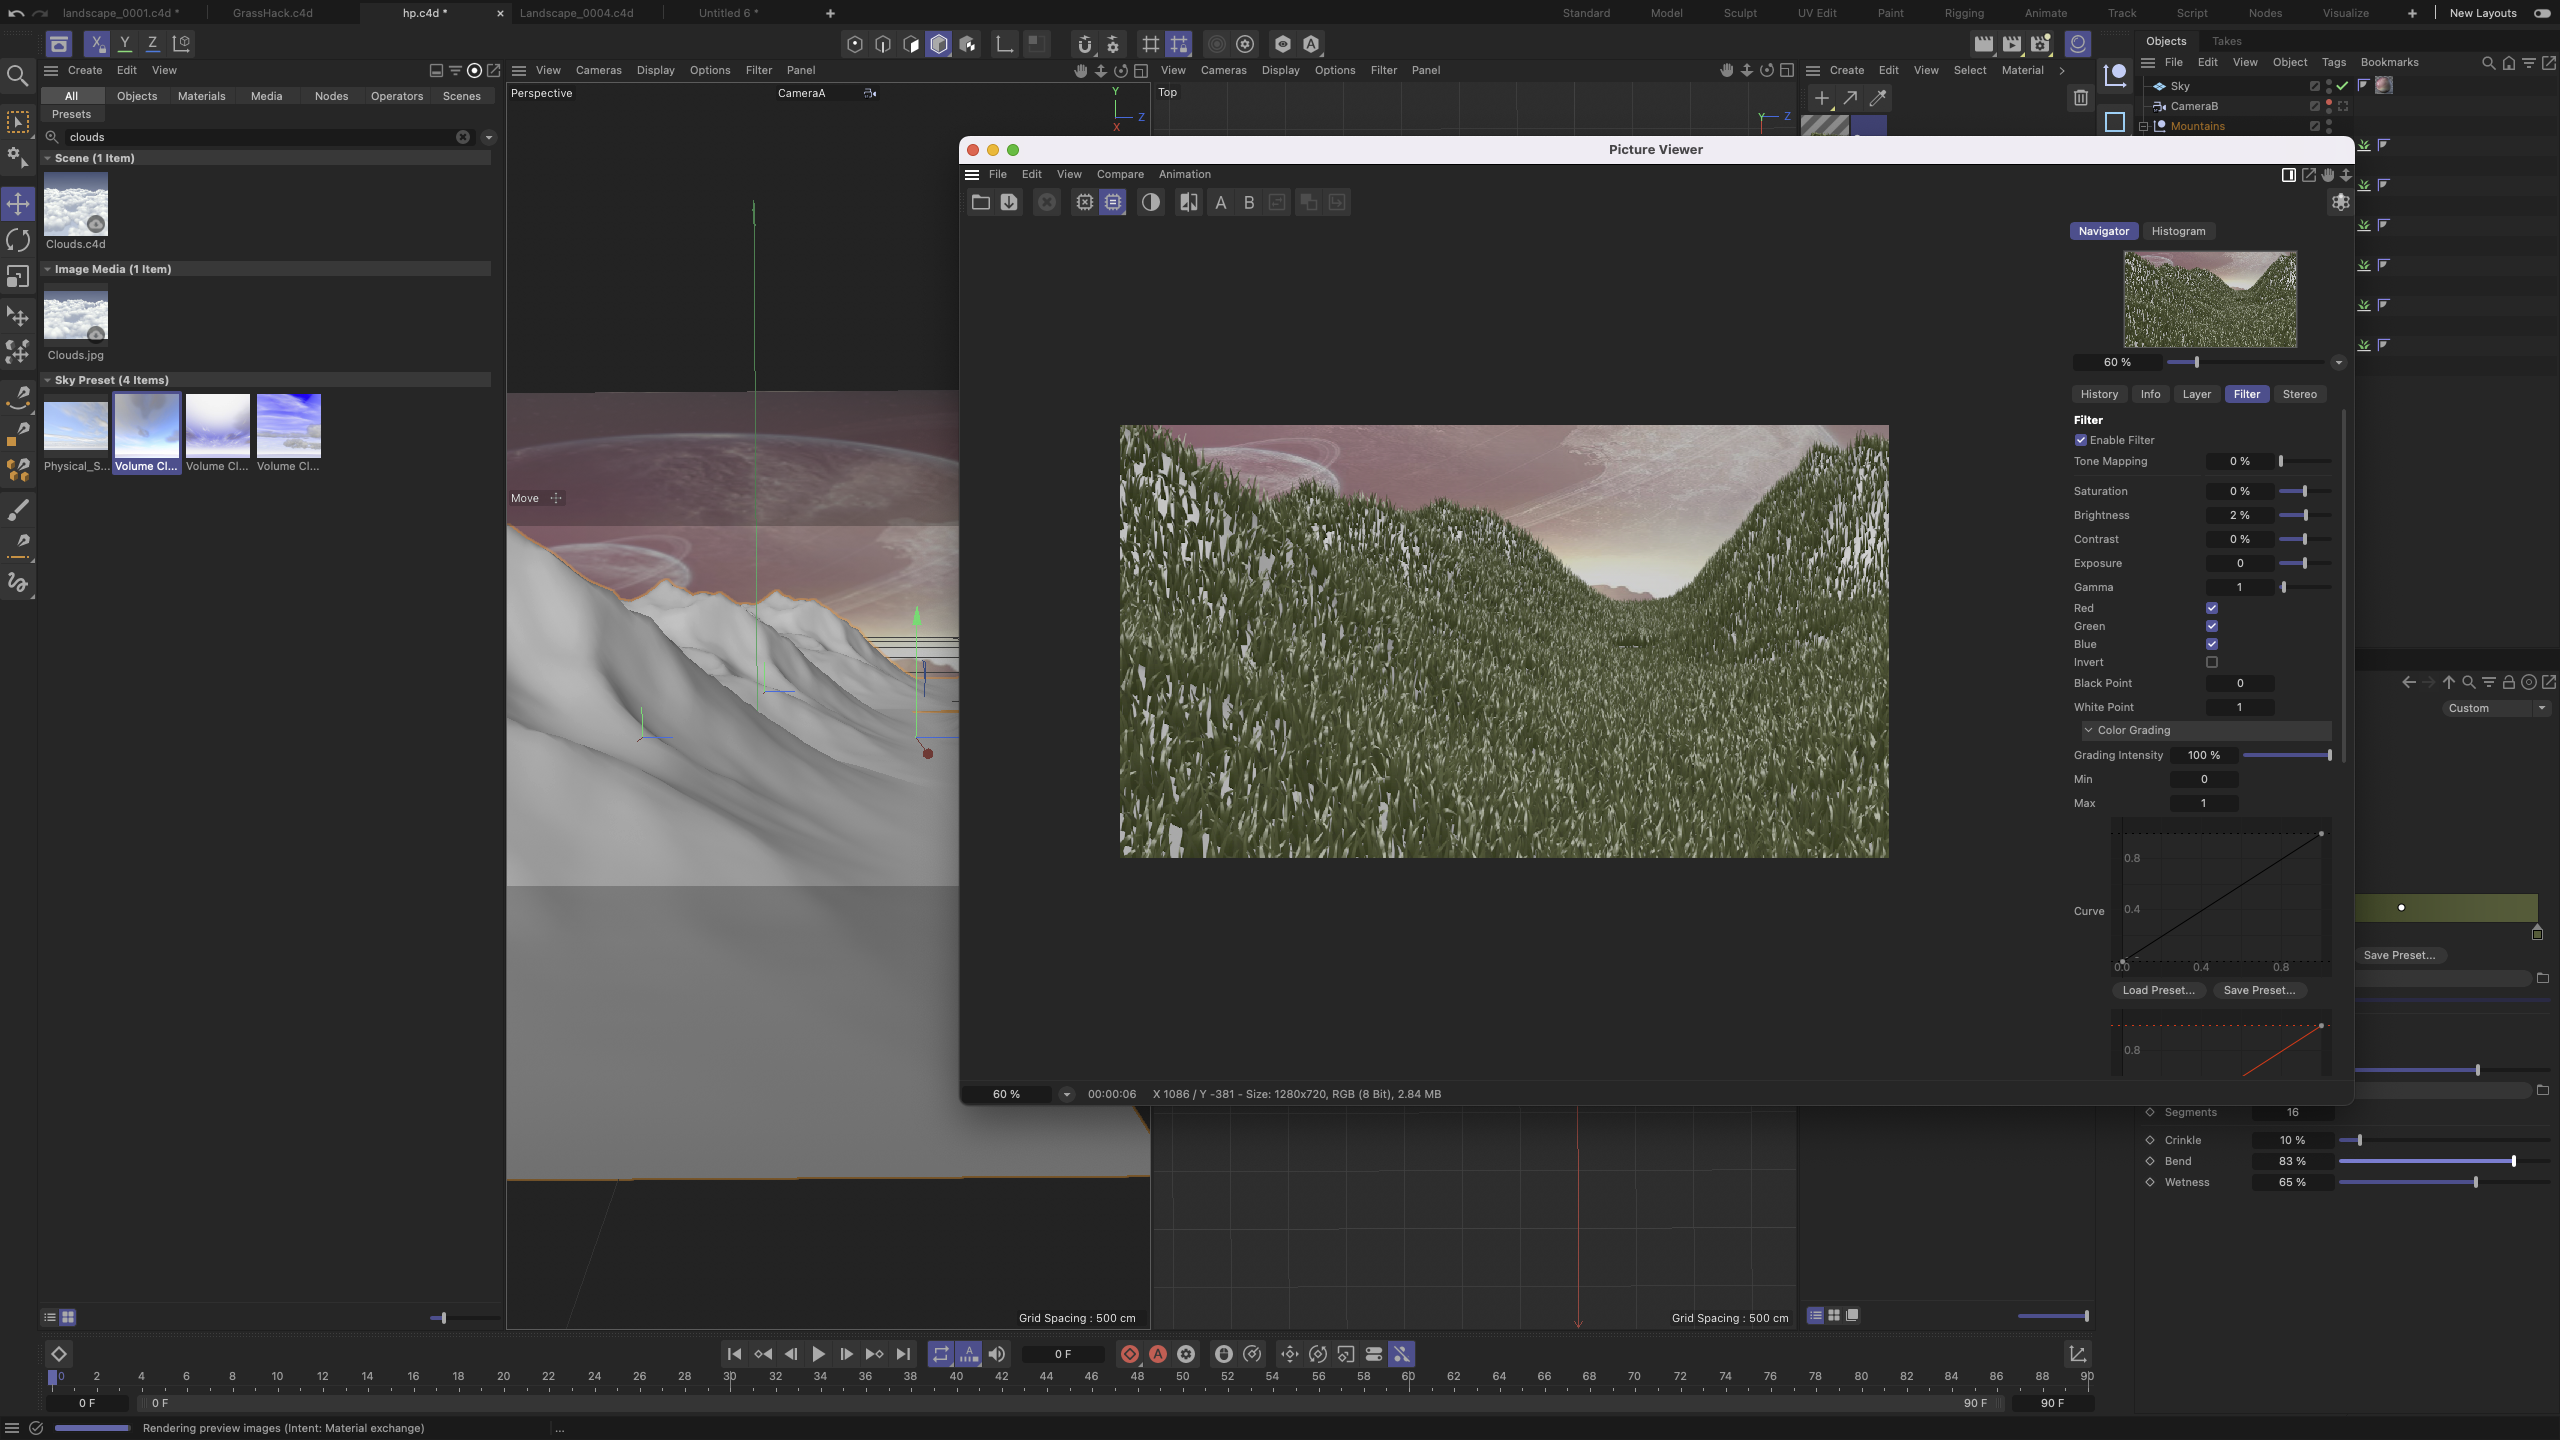 landscape_0001.c4d * GrassHack.c4d hp.c4d * Landscape_0004.c4d Untitled 6 *
Standard Model Sculpt UV Edit Paint Rigging Animate Track Script Nodes Visualize New Layouts
X Y Z
Objects Takes
Create Edit View
View Cameras Display Options Filter Panel
View Cameras Display Options Filter Panel
Create Edit View Select Material
File Edit View Object Tags Bookmarks
All Objects Materials Media Nodes Operators Scenes
Presets
clouds
Scene (1 Item)
Clouds.c4d
Image Media (1 Item)
Clouds.jpg
Sky Preset (4 Items)
Physical_S... Volume Cl... Volume Cl... Volume Cl...
Perspective
CameraA
Y
Z
X
Move
Grid Spacing : 500 cm
Top
Y Z
Grid Spacing : 500 cm
Sky
CameraB
Mountains
Picture Viewer
File Edit View Compare Animation
A B
Navigator Histogram
60 %
History Info Layer Filter Stereo
Filter
Enable Filter
Tone Mapping 0 %
Saturation 0 %
Brightness 2 %
Contrast 0 %
Exposure 0
Gamma 1
Red
Green
Blue
Invert
Black Point 0
White Point 1
Color Grading
Grading Intensity 100 %
Min 0
Max 1
0.8
Curve
0.4
0.0 0.4 0.8
Load Preset... Save Preset...
0.8
60 % 00:00:06 X 1086 / Y -381 - Size: 1280x720, RGB (8 Bit), 2.84 MB
Custom
Save Preset...
Segments 16
Crinkle 10 %
Bend 83 %
Wetness 65 %
0 F
0 2 4 6 8 10 12 14 16 18 20 22 24 26 28 30 32 34 36 38 40 42 44 46 48 50 52 54 56 58 60 62 64 66 68 70 72 74 76 78 80 82 84 86 88 90
0 F 0 F 90 F 90 F
Rendering preview images (Intent: Material exchange) ...